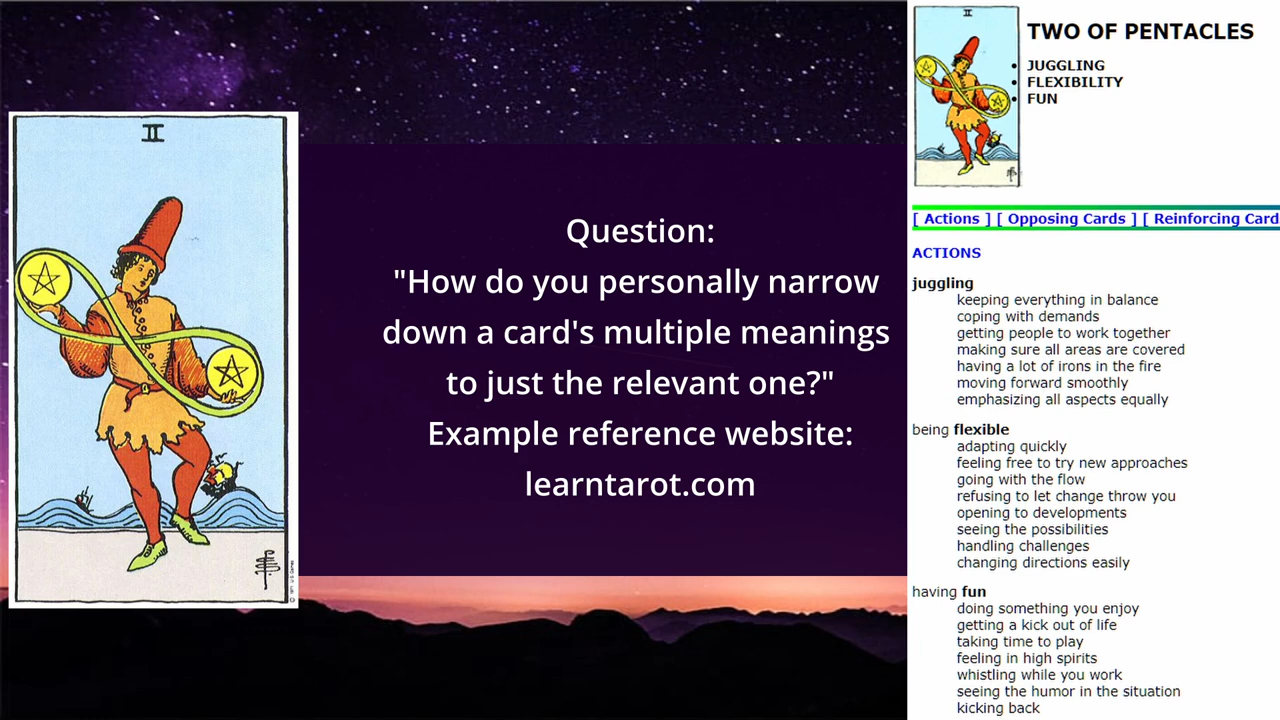 II
Question:
"How do you personally narrow
down a card's multiple meanings
to just the relevant one?"
Example reference website:
learntarot.com
II
TWO OF PENTACLES
JUGGLING
FLEXIBILITY
FUN
[ Actions ] [ Opposing Cards ] [ Reinforcing Card
ACTIONS
juggling
keeping everything in balance
coping with demands
getting people to work together
making sure all areas are covered
having a lot of irons in the fire
moving forward smoothly
emphasizing all aspects equally
being flexible
adapting quickly
feeling free to try new approaches
going with the flow
refusing to let change throw you
opening to developments
seeing the possibilities
handling challenges
changing directions easily
having fun
doing something you enjoy
getting a kick out of life
taking time to play
feeling in high spirits
whistling while you work
seeing the humor in the situation
kicking back